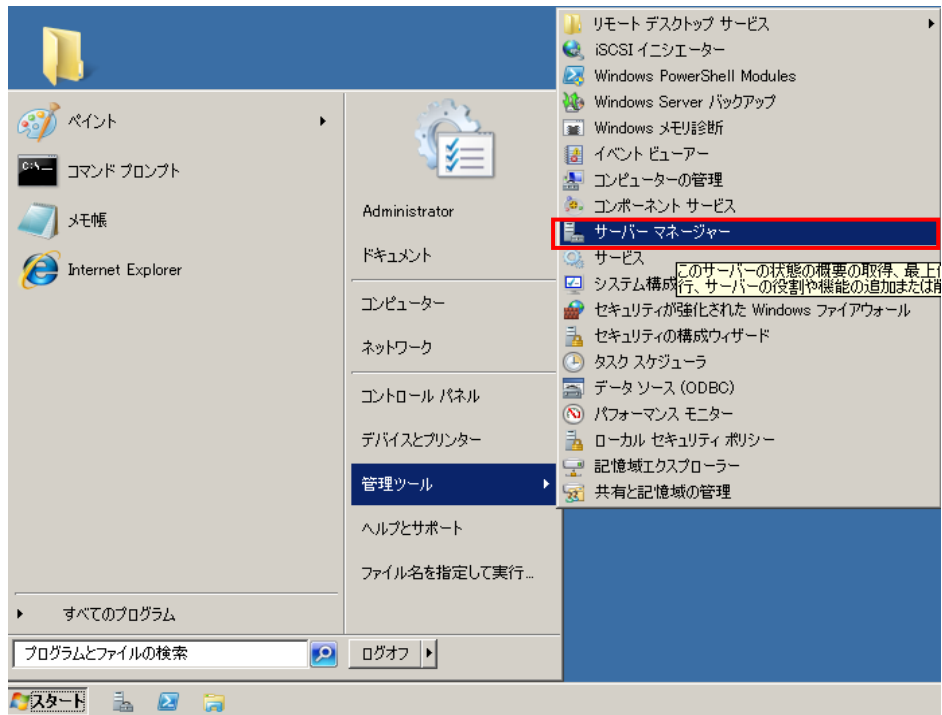 ペイント
コマンド プロンプト
メモ帳
Internet Explorer
すべてのプログラム
プログラムとファイルの検索
Administrator
ドキュメント
コンピューター
ネットワーク
コントロール パネル
デバイスとプリンター
管理ツール
ヘルプとサポート
ファイル名を指定して実行...
ログオフ
リモート デスクトップ サービス
iSCSI イニシエーター
Windows PowerShell Modules
Windows Server バックアップ
Windows メモリ診断
イベント ビューアー
コンピューターの管理
コンポーネント サービス
サーバー マネージャー
サービス
このサーバーの状態の概要の取得、最上
システム構成
行、サーバーの役割や機能の追加または
セキュリティが強化された Windows ファイアウォール
セキュリティの構成ウィザード
タスク スケジューラ
データ ソース (ODBC)
パフォーマンス モニター
ローカル セキュリティ ポリシー
記憶域エクスプローラー
共有と記憶域の管理
スタート